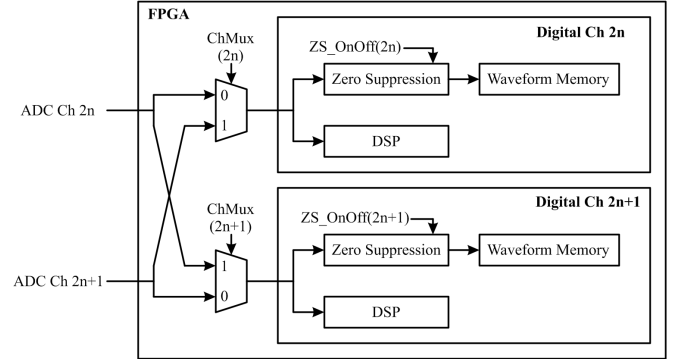 FPGA
Digital Ch 2n
ChMux
(2n)
ZS_OnOff(2n)
0
Zero Suppression
Waveform Memory
ADC Ch 2n
1
DSP
Digital Ch 2n+1
ChMux
(2n+1)
ZS_OnOff(2n+1)
1
Zero Suppression
Waveform Memory
ADC Ch 2n+1
0
DSP